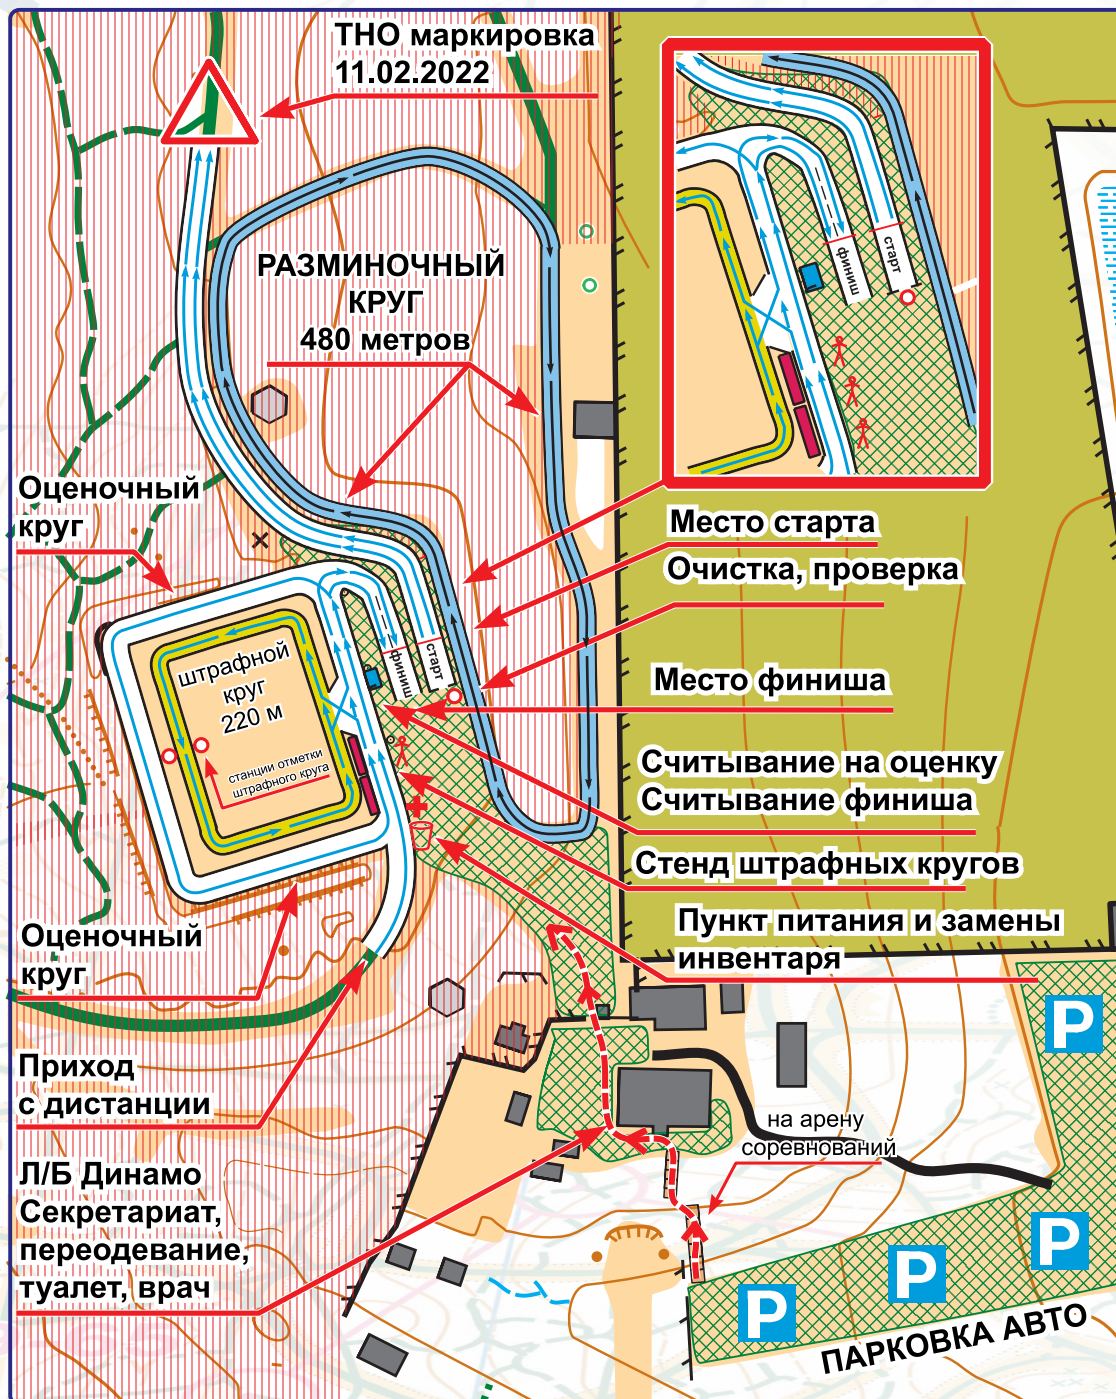 ТНО маркировка
11.02.2022
РАЗМИНОЧНЫЙ
КРУГ
480 метров
старт
финиш
Оценочный
круг
Место старта
Очистка, проверка
штрафной
круг
220 м
станции отметки
штрафного круга
финиш
старт
Место финиша
Считывание на оценку
Считывание финиша
Стенд штрафных кругов
Пункт питания и замены
инвентаря
Оценочный
круг
Приход
с дистанции
Л/Б Динамо
Секретариат,
переодевание,
туалет, врач
на арену
соревнований
P
P
P
P
ПАРКОВКА АВТО